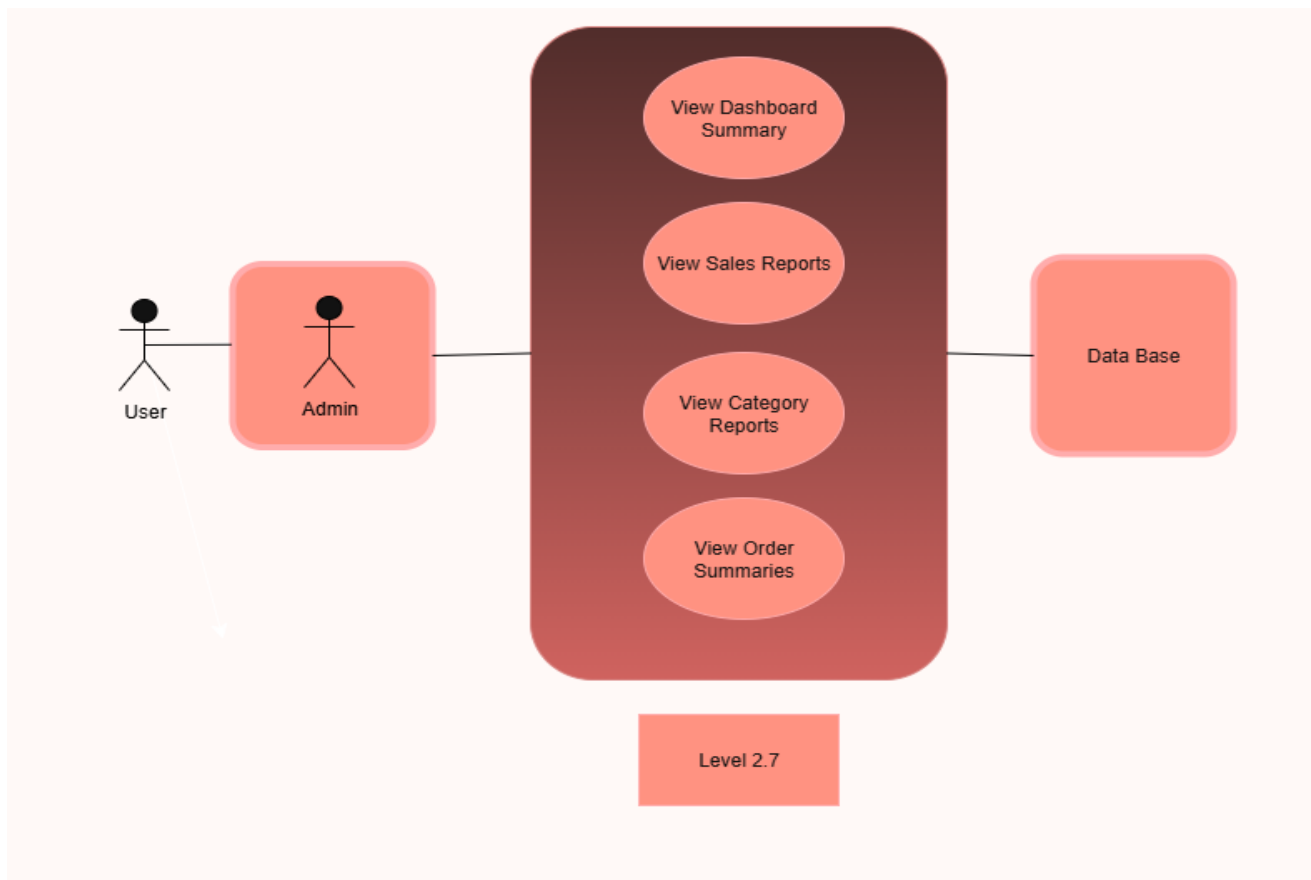 View Dashboard
Summary
View Sales Reports
User
Admin
View Category
Reports
Data Base
View Order
Summaries
Level 2.7